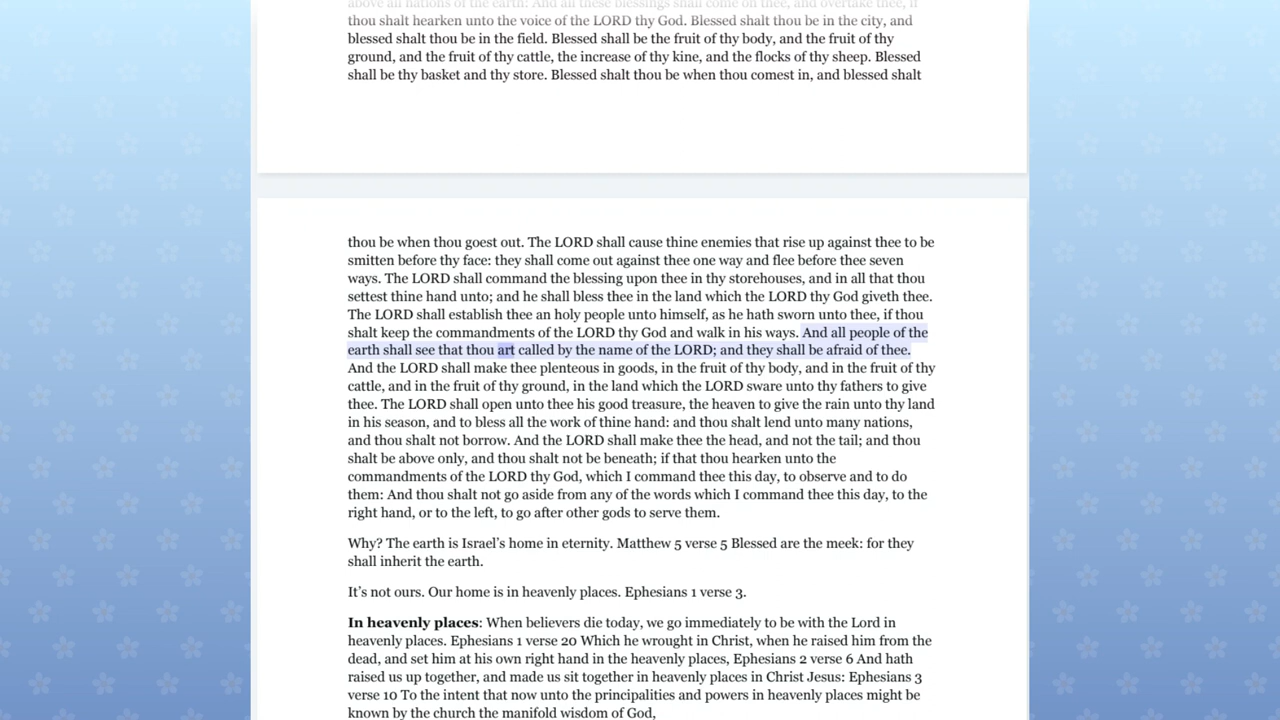 above all nations of the earth: And all these blessings shall come on thee, and overtake thee, if
thou shalt hearken unto the voice of the LORD thy God. Blessed shalt thou be in the city, and
blessed shalt thou be in the field. Blessed shall be the fruit of thy body, and the fruit of thy
ground, and the fruit of thy cattle, the increase of thy kine, and the flocks of thy sheep. Blessed
shall be thy basket and thy store. Blessed shalt thou be when thou comest in, and blessed shalt
thou be when thou goest out. The LORD shall cause thine enemies that rise up against thee to be
smitten before thy face: they shall come out against thee one way and flee before thee seven
ways. The LORD shall command the blessing upon thee in thy storehouses, and in all that thou
settest thine hand unto; and he shall bless thee in the land which the LORD thy God giveth thee.
The LORD shall establish thee an holy people unto himself, as he hath sworn unto thee, if thou
shalt keep the commandments of the LORD thy God and walk in his ways. And all people of the
earth shall see that thou art called by the name of the LORD; and they shall be afraid of thee.
And the LORD shall make thee plenteous in goods, in the fruit of thy body, and in the fruit of thy
cattle, and in the fruit of thy ground, in the land which the LORD sware unto thy fathers to give
thee. The LORD shall open unto thee his good treasure, the heaven to give the rain unto thy land
in his season, and to bless all the work of thine hand: and thou shalt lend unto many nations,
and thou shalt not borrow. And the LORD shall make thee the head, and not the tail; and thou
shalt be above only, and thou shalt not be beneath; if that thou hearken unto the
commandments of the LORD thy God, which I command thee this day, to observe and to do
them: And thou shalt not go aside from any of the words which I command thee this day, to the
right hand, or to the left, to go after other gods to serve them.
Why? The earth is Israel’s home in eternity. Matthew 5 verse 5 Blessed are the meek: for they
shall inherit the earth.
It’s not ours. Our home is in heavenly places. Ephesians 1 verse 3.
In heavenly places: When believers die today, we go immediately to be with the Lord in
heavenly places. Ephesians 1 verse 20 Which he wrought in Christ, when he raised him from the
dead, and set him at his own right hand in the heavenly places, Ephesians 2 verse 6 And hath
raised us up together, and made us sit together in heavenly places in Christ Jesus: Ephesians 3
verse 10 To the intent that now unto the principalities and powers in heavenly places might be
known by the church the manifold wisdom of God,